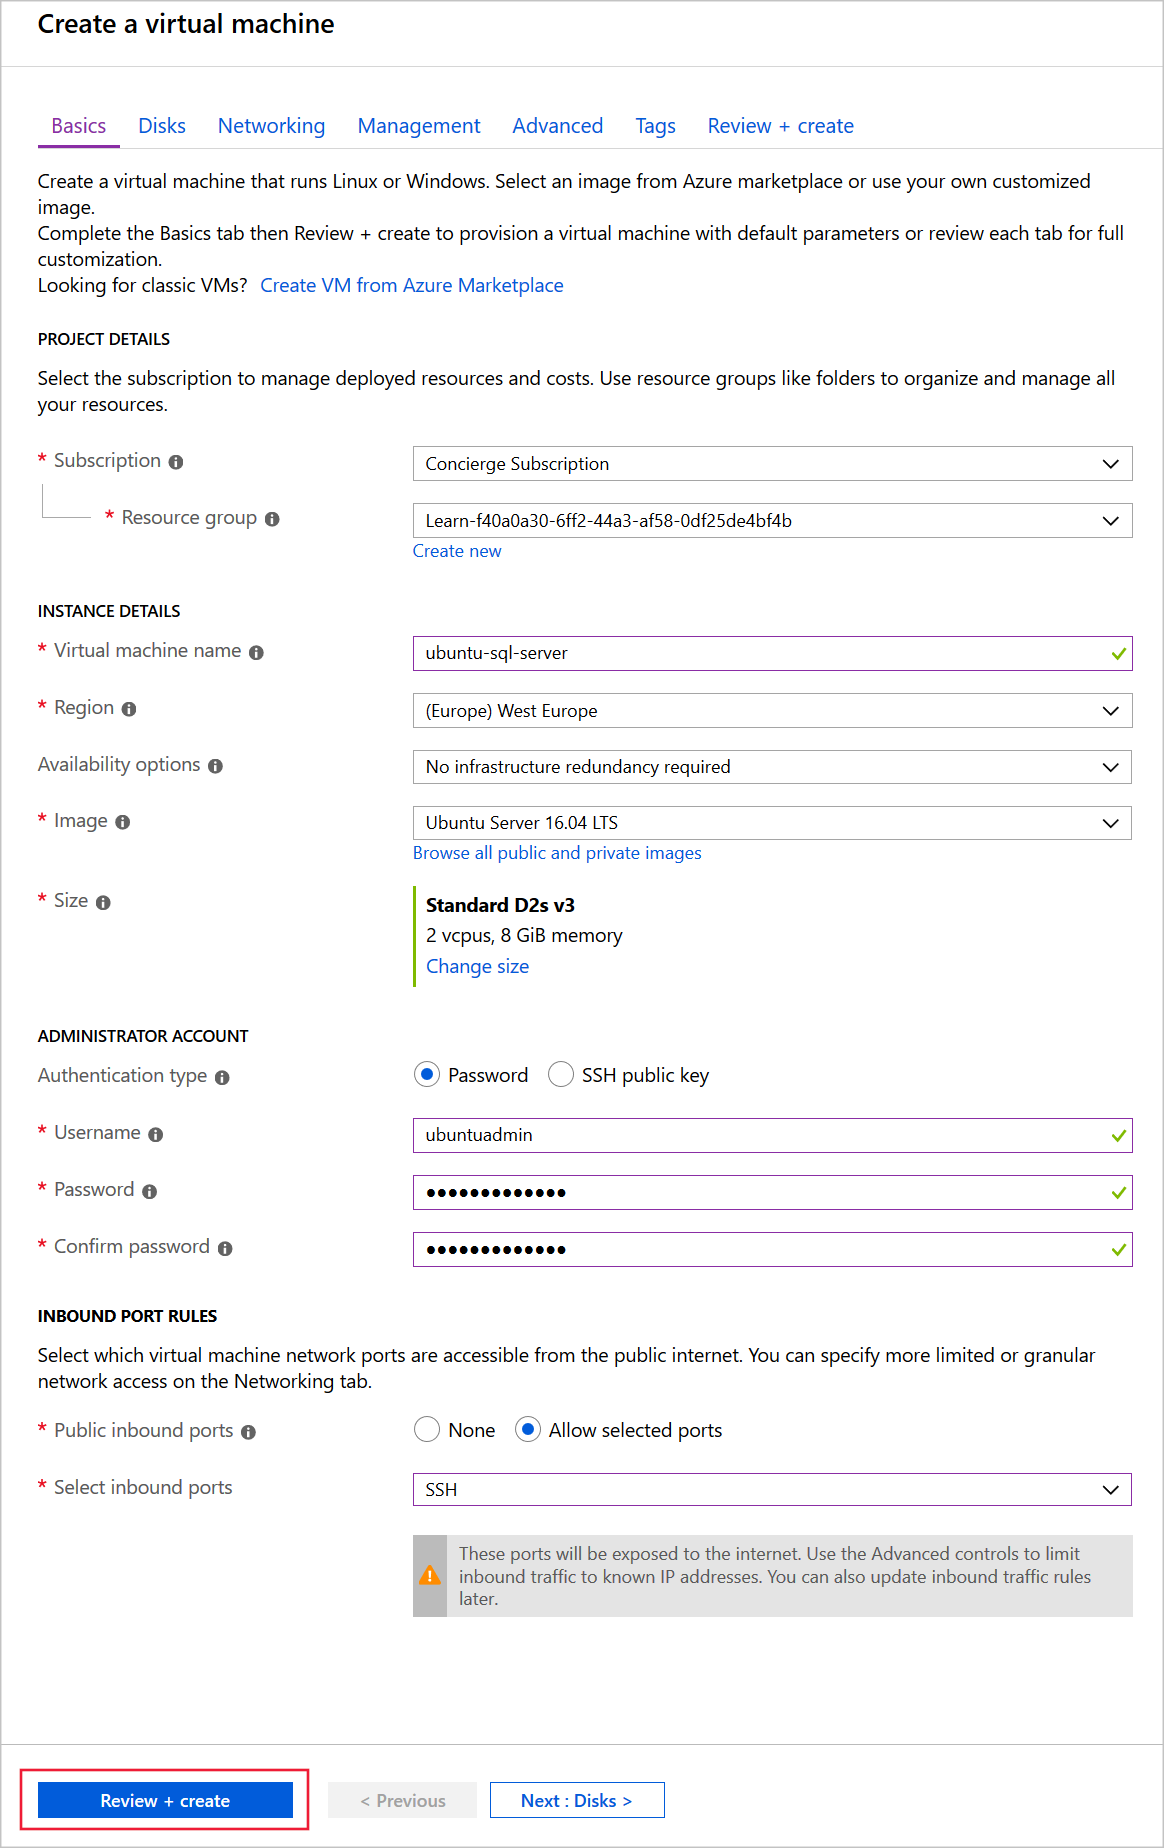 Create a virtual machine
Basics Disks Networking Management Advanced Tags Review + create
Create a virtual machine that runs Linux or Windows. Select an image from Azure marketplace or use your own customized
image.
Complete the Basics tab then Review + create to provision a virtual machine with default parameters or review each tab for full
customization.
Looking for classic VMs? Create VM from Azure Marketplace
PROJECT DETAILS
Select the subscription to manage deployed resources and costs. Use resource groups like folders to organize and manage all
your resources.
* Subscription Concierge Subscription
* Resource group Learn-f40a0a30-6ff2-44a3-af58-0df25de4bf4b
Create new
INSTANCE DETAILS
* Virtual machine name ubuntu-sql-server
* Region (Europe) West Europe
Availability options No infrastructure redundancy required
* Image Ubuntu Server 16.04 LTS
Browse all public and private images
* Size Standard D2s v3
2 vcpus, 8 GiB memory
Change size
ADMINISTRATOR ACCOUNT
Authentication type Password SSH public key
* Username ubuntuadmin
* Password •••••••••••••
* Confirm password •••••••••••••
INBOUND PORT RULES
Select which virtual machine network ports are accessible from the public internet. You can specify more limited or granular
network access on the Networking tab.
* Public inbound ports None Allow selected ports
* Select inbound ports SSH
These ports will be exposed to the internet. Use the Advanced controls to limit
inbound traffic to known IP addresses. You can also update inbound traffic rules
later.
Review + create < Previous Next : Disks >